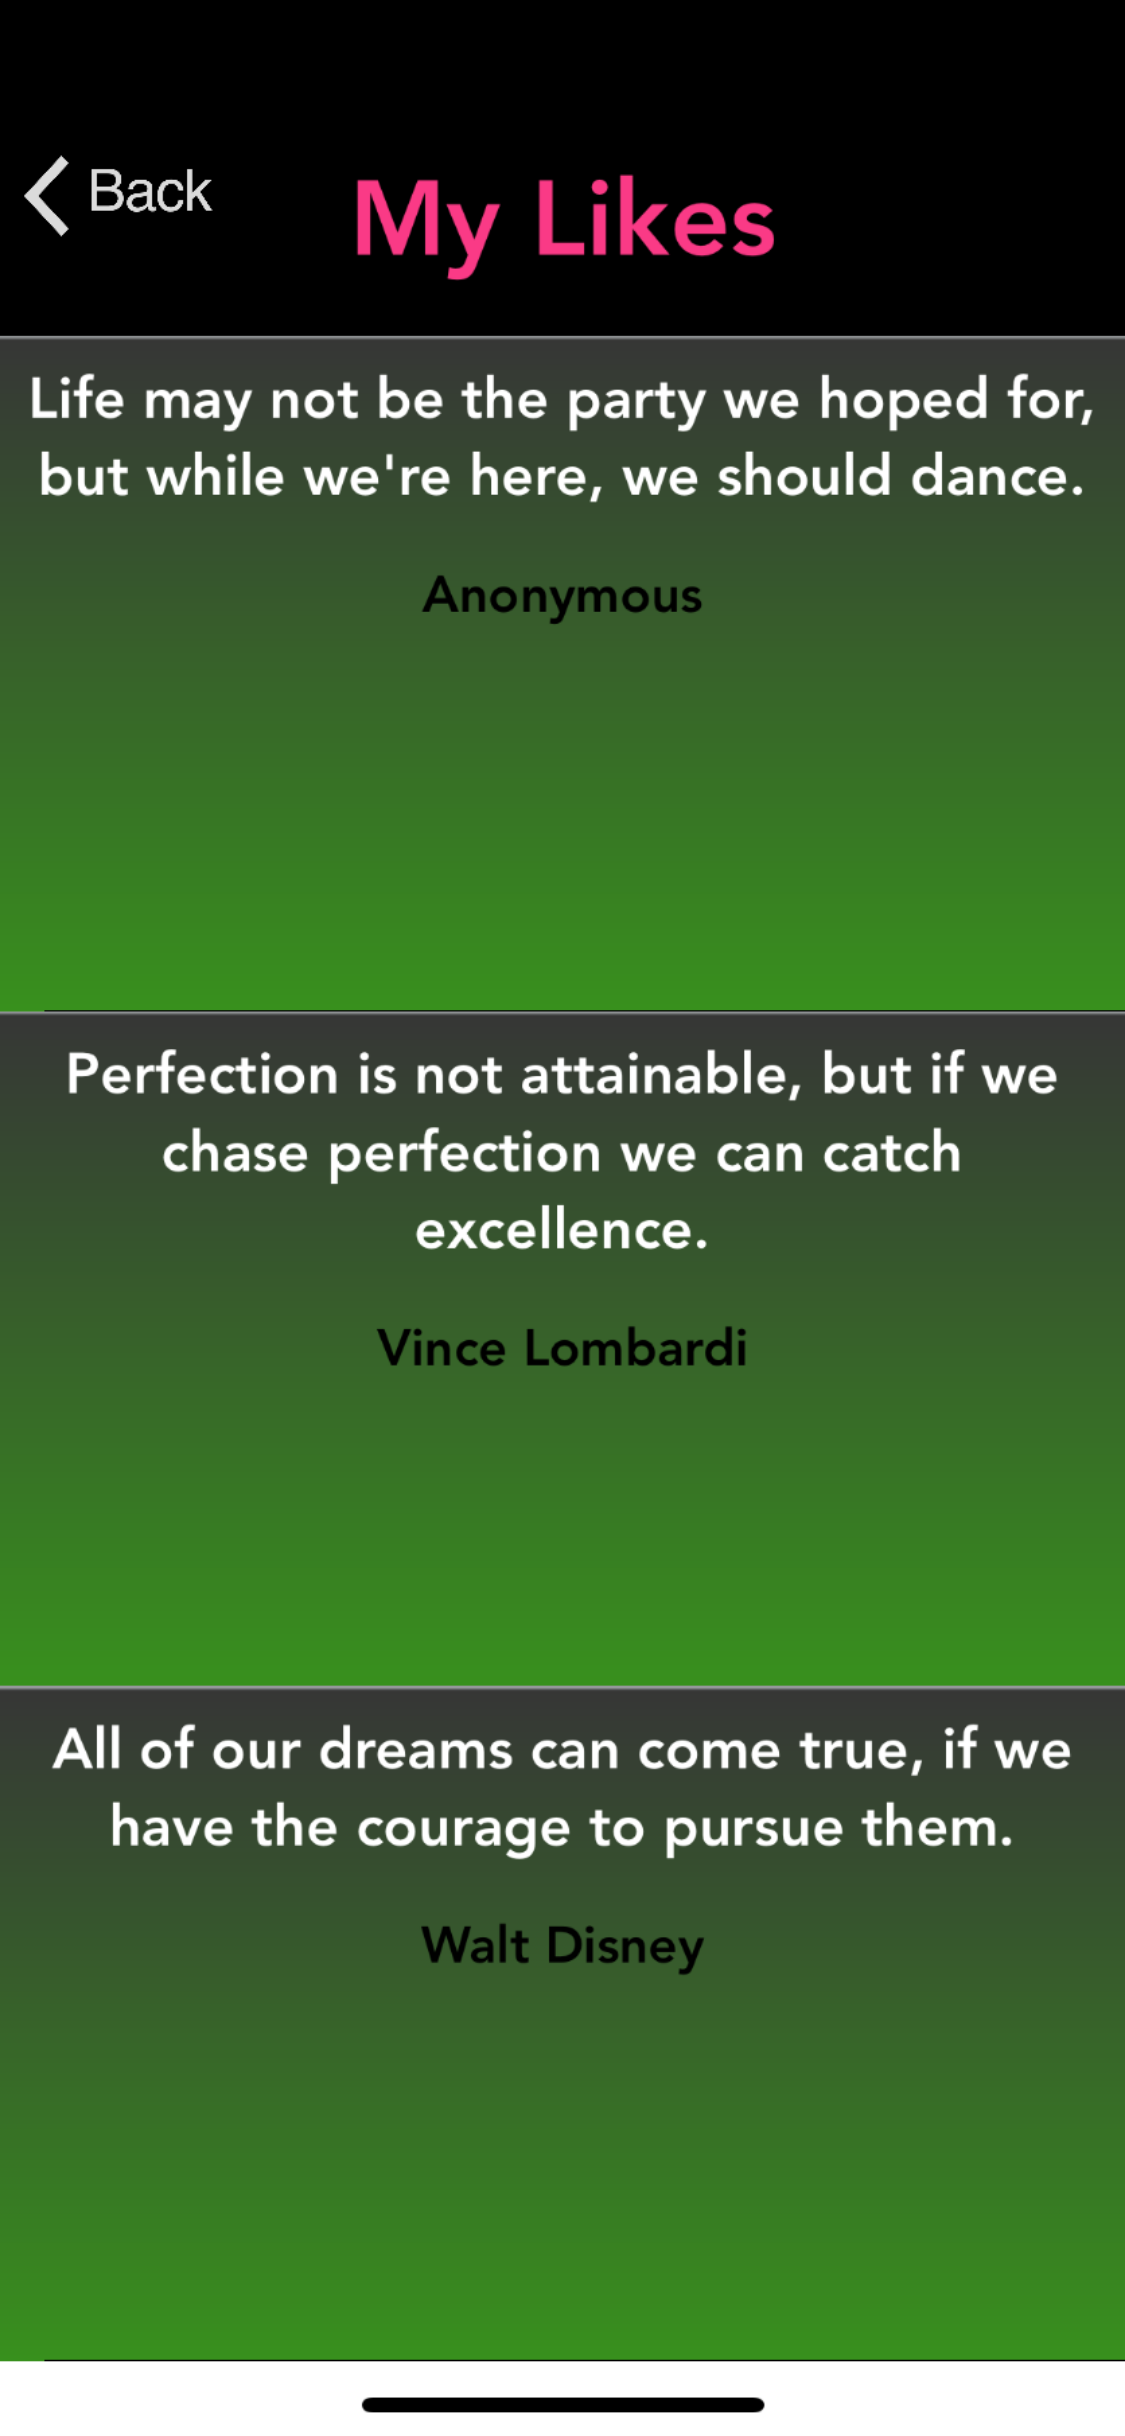 Back
My Likes
Life may not be the party we hoped for,
but while we're here, we should dance.
Anonymous
Perfection is not attainable, but if we
chase perfection we can catch
excellence.
Vince Lombardi
All of our dreams can come true, if we
have the courage to pursue them.
Walt Disney